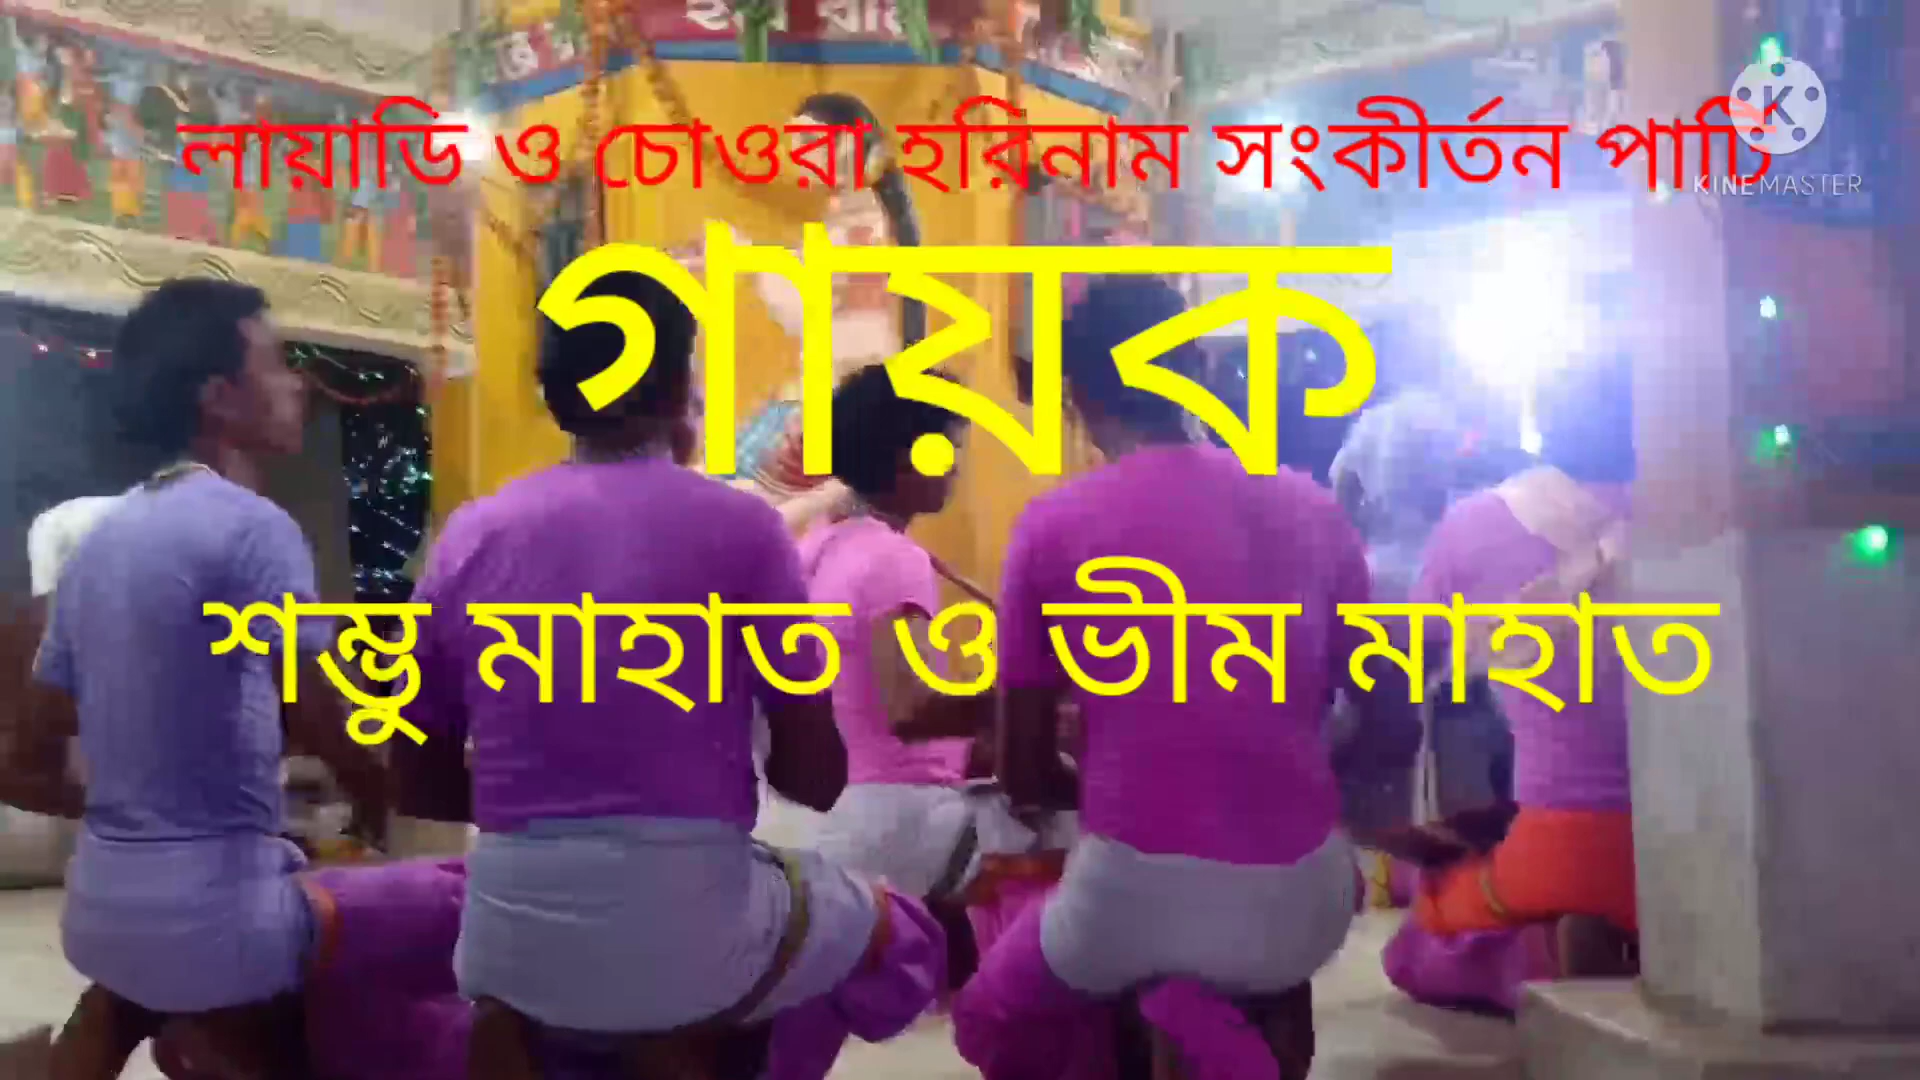 লায়াডি ও চোওরা হরিনাম সংকীর্তন পার্টি
KINEMASTER
গায়ক
শম্ভু মাহাত ও ভীম মাহাত